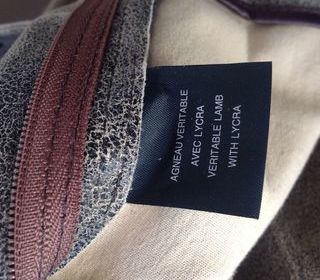 AGNEAU VERITABLE
AVEC LYCRA
VERITABLE LAMB
WITH LYCRA